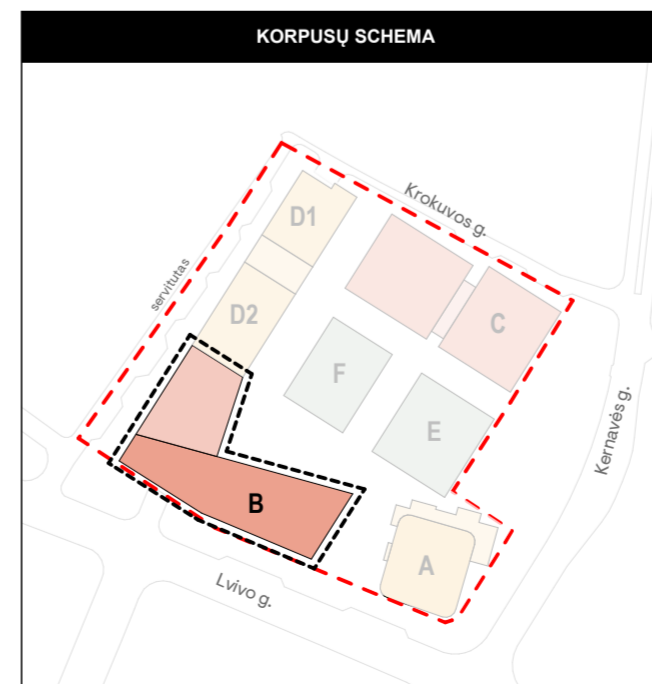 KORPUSŲ SCHEMA
Krokuvos g.
D1
servitutas
D2
C
F
E
Kernavės g.
B
A
Lvivo g.